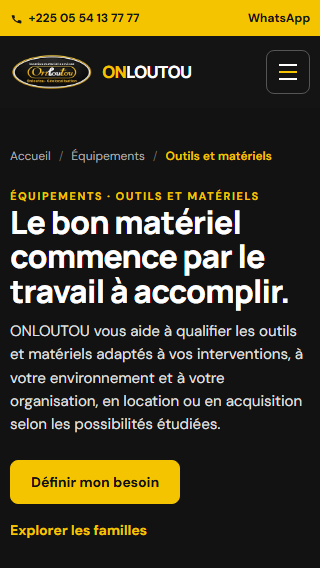 +225 05 54 13 77 77 WhatsApp
Onloutou
ONLOUTOU
Accueil / Équipements / Outils et matériels
ÉQUIPEMENTS · OUTILS ET MATÉRIELS
Le bon matériel
commence par le
travail à accomplir.
ONLOUTOU vous aide à qualifier les outils
et matériels adaptés à vos interventions, à
votre environnement et à votre
organisation, en location ou en acquisition
selon les possibilités étudiées.
Définir mon besoin
Explorer les familles